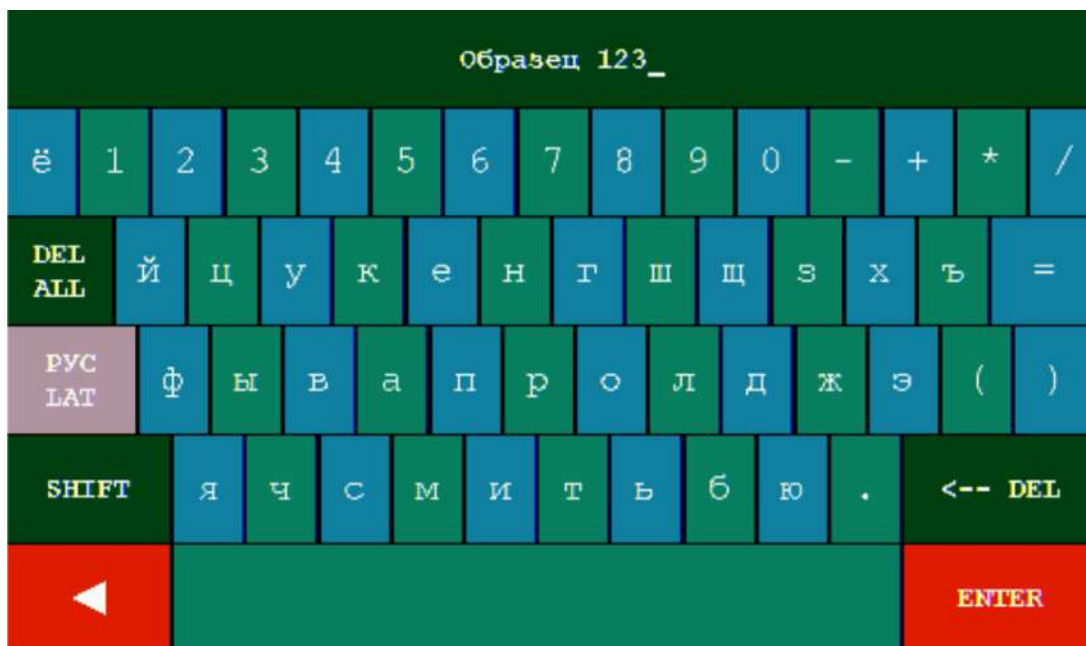 Образец 123_
ё 1 2 3 4 5 6 7 8 9 0 - + * /
DEL ALL й ц у к е н г ш щ з х ъ =
РУС LAT ф ы в а п р о л д ж э ( )
SHIFT я ч с м и т ь б ю . <-- DEL
◀ ENTER